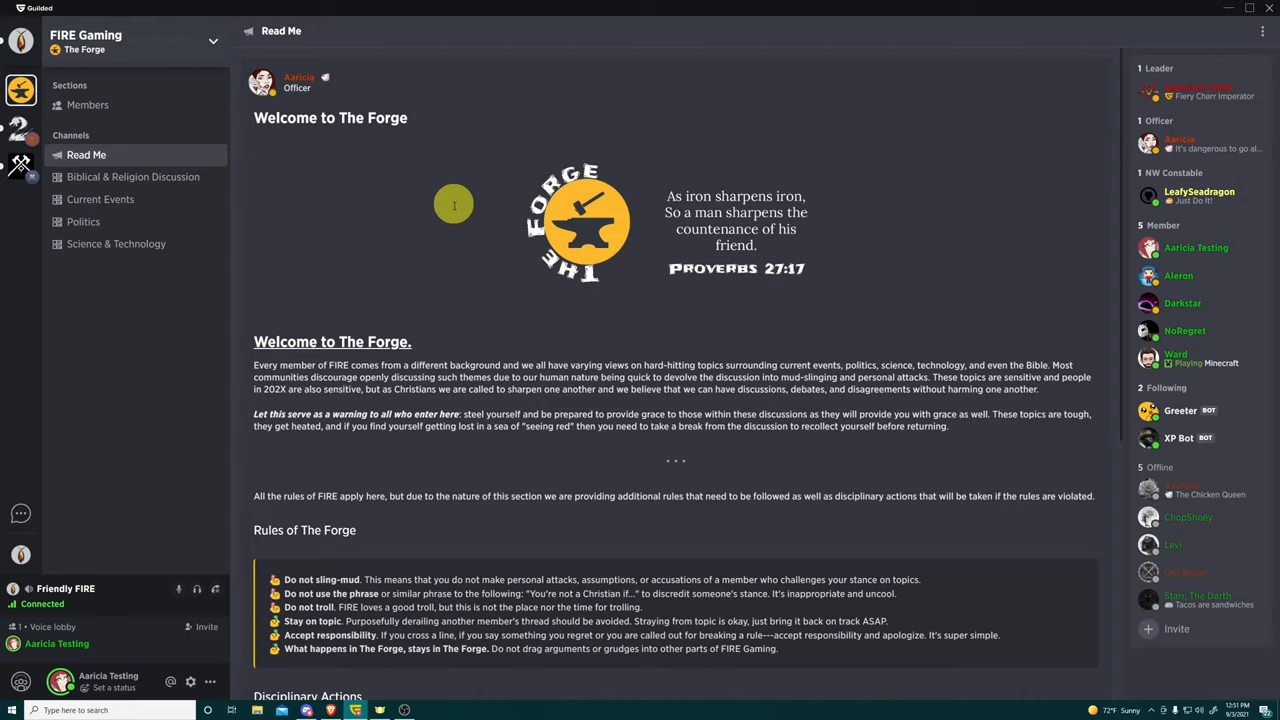 Guilded
FIRE Gaming
The Forge
Sections
Members
Channels
Read Me
Biblical & Religion Discussion
Current Events
Politics
Science & Technology
Friendly FIRE
Connected
1 • Voice lobby
Invite
Aaricia Testing
Aaricia Testing
Set a status
Read Me
Aaricia
Officer
Welcome to The Forge
THE FORGE
As iron sharpens iron,
So a man sharpens the
countenance of his
friend.
PROVERBS 27:17
Welcome to The Forge.
Every member of FIRE comes from a different background and we all have varying views on hard-hitting topics surrounding current events, politics, science, technology, and even the Bible. Most
communities discourage openly discussing such themes due to our human nature being quick to devolve the discussion into mud-slinging and personal attacks. These topics are sensitive and people
in 202X are also sensitive, but as Christians we are called to sharpen one another and we believe that we can have discussions, debates, and disagreements without harming one another.
Let this serve as a warning to all who enter here: steel yourself and be prepared to provide grace to those within these discussions as they will provide you with grace as well. These topics are tough,
they get heated, and if you find yourself getting lost in a sea of "seeing red" then you need to take a break from the discussion to recollect yourself before returning.
• • •
All the rules of FIRE apply here, but due to the nature of this section we are providing additional rules that need to be followed as well as disciplinary actions that will be taken if the rules are violated.
Rules of The Forge
Do not sling-mud. This means that you do not make personal attacks, assumptions, or accusations of a member who challenges your stance on topics.
Do not use the phrase or similar phrase to the following: "You're not a Christian if..." to discredit someone's stance. It's inappropriate and uncool.
Do not troll. FIRE loves a good troll, but this is not the place nor the time for trolling.
Stay on topic. Purposefully derailing another member's thread should be avoided. Straying from topic is okay, just bring it back on track ASAP.
Accept responsibility. If you cross a line, if you say something you regret or you are called out for breaking a rule---accept responsibility and apologize. It's super simple.
What happens in The Forge, stays in The Forge. Do not drag arguments or grudges into other parts of FIRE Gaming.
Disciplinary Actions
1 Leader
Fiery Charr Imperator
1 Officer
Aaricia
It's dangerous to go al...
1 NW Constable
LeafySeadragon
Just Do It!
5 Member
Aaricia Testing
Aleron
Darkstar
NoRegret
Ward
Playing Minecraft
2 Following
Greeter BOT
XP Bot BOT
5 Offline
The Chicken Queen
ChopShoey
Levi
Starr, The Darth
Tacos are sandwiches
Invite
Type here to search
72°F Sunny
12:51 PM
9/3/2021